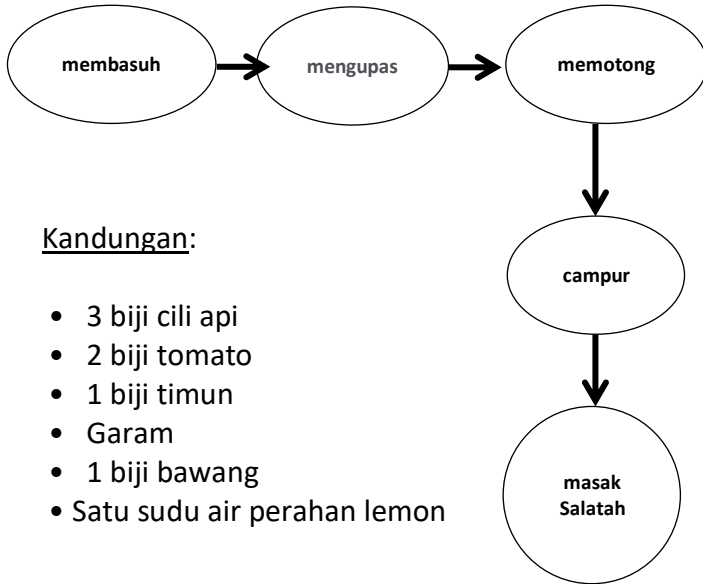 membasuh
mengupas
memotong
campur
masak
Salatah
Kandungan:
• 3 biji cili api
• 2 biji tomato
• 1 biji timun
• Garam
• 1 biji bawang
• Satu sudu air perahan lemon